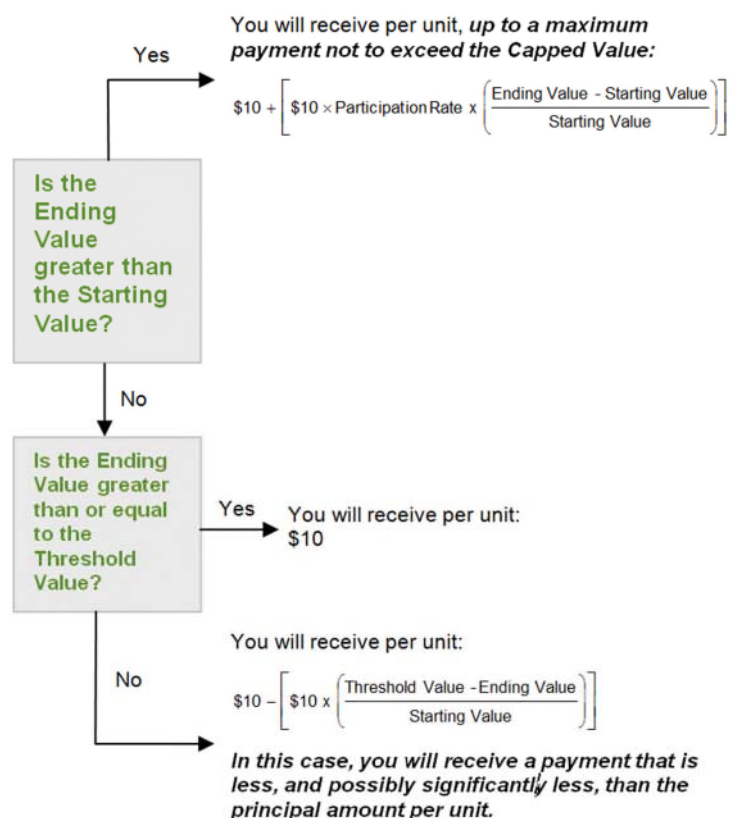 You will receive per unit, up to a maximum
payment not to exceed the Capped Value:
Yes
$10 + [ $10 × Participation Rate x ( Ending Value - Starting Value / Starting Value ) ]
Is the
Ending
Value
greater than
the Starting
Value?
No
Is the Ending
Value greater
than or equal
to the
Threshold
Value?
Yes
You will receive per unit:
$10
No
You will receive per unit:
$10 – [ $10 x ( Threshold Value - Ending Value / Starting Value ) ]
In this case, you will receive a payment that is
less, and possibly significantly less, than the
principal amount per unit.